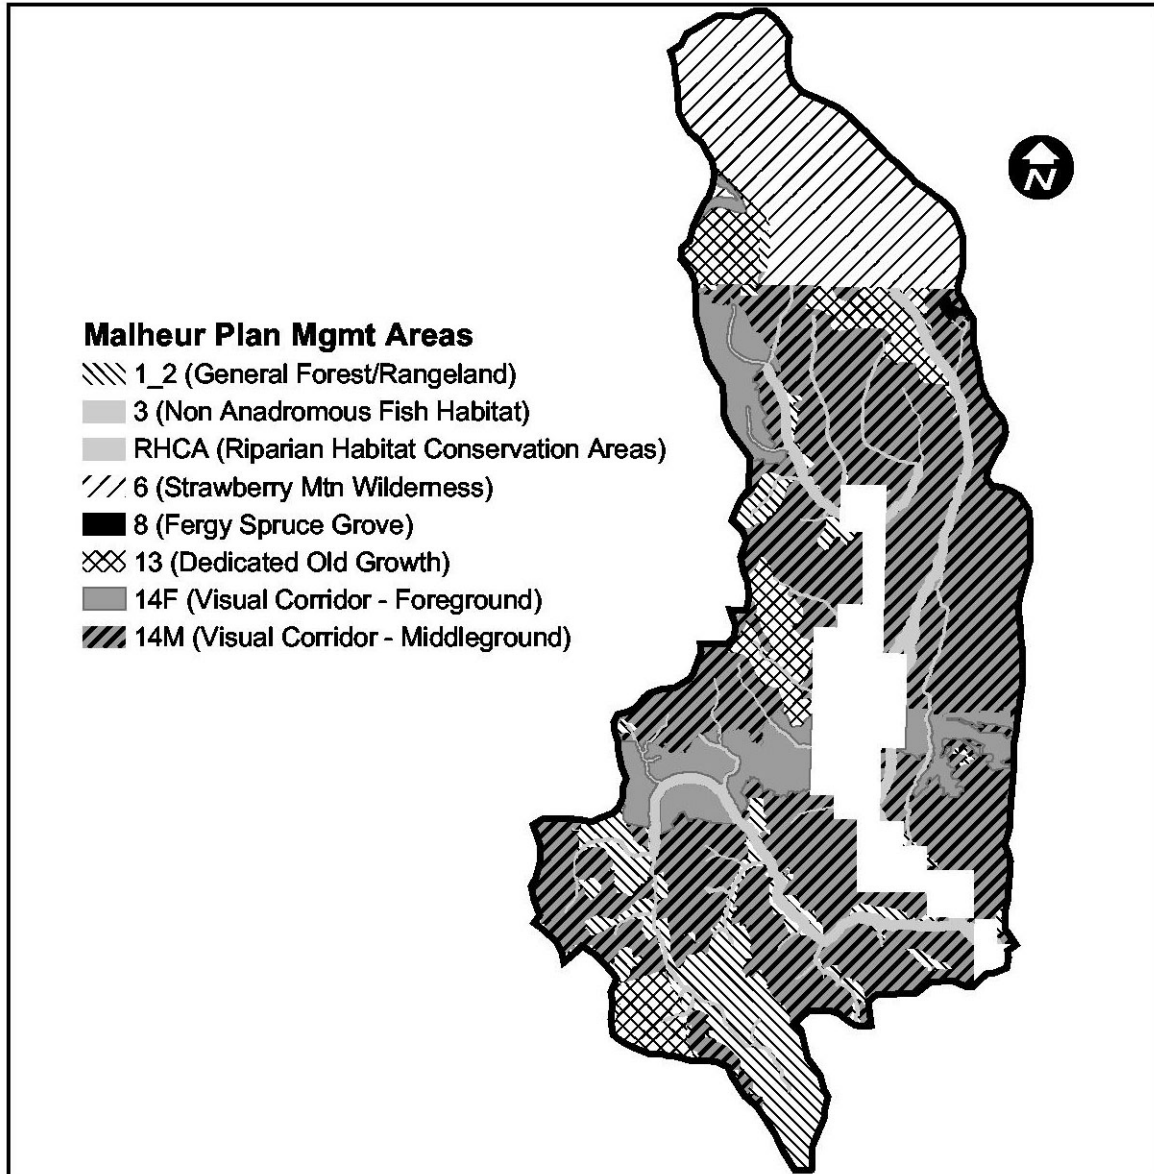 N
Malheur Plan Mgmt Areas
1_2 (General Forest/Rangeland)
3 (Non Anadromous Fish Habitat)
RHCA (Riparian Habitat Conservation Areas)
6 (Strawberry Mtn Wilderness)
8 (Fergy Spruce Grove)
13 (Dedicated Old Growth)
14F (Visual Corridor - Foreground)
14M (Visual Corridor - Middleground)